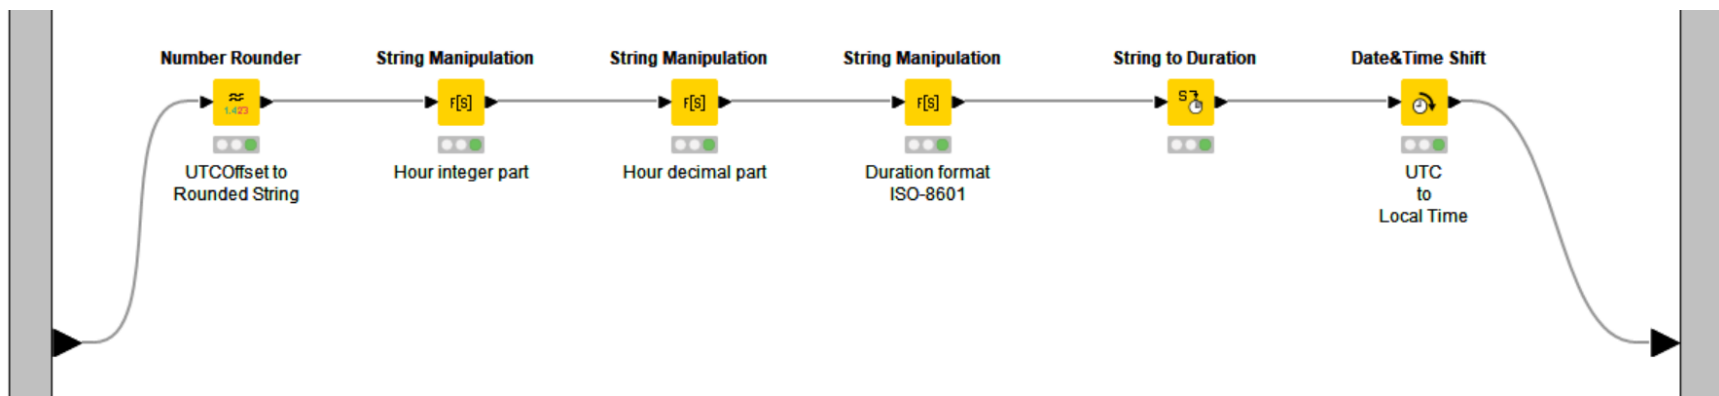 Number Rounder
String Manipulation
String Manipulation
String Manipulation
String to Duration
Date&Time Shift
1.423
F[S]
F[S]
F[S]
S
UTCOffset to
Rounded String
Hour integer part
Hour decimal part
Duration format
ISO-8601
UTC
to
Local Time